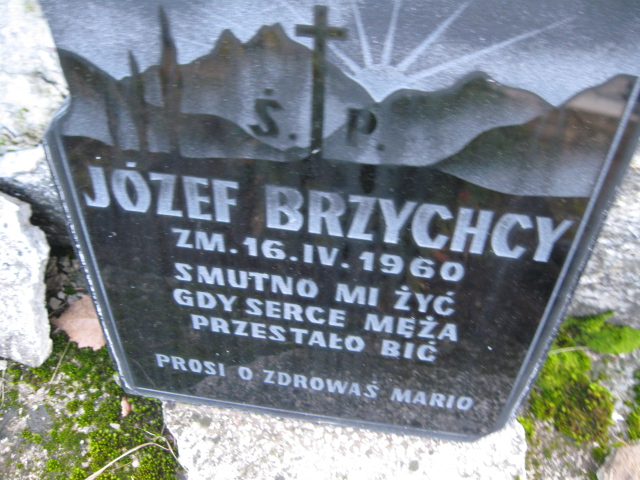 Ś. P.
JÓZEF BRZYCHCY
ZM. 16. IV. 1960
SMUTNO MI ŻYĆ
GDY SERCE MĘŻA
PRZESTAŁO BIĆ
PROSI O ZDROWAŚ MARIO